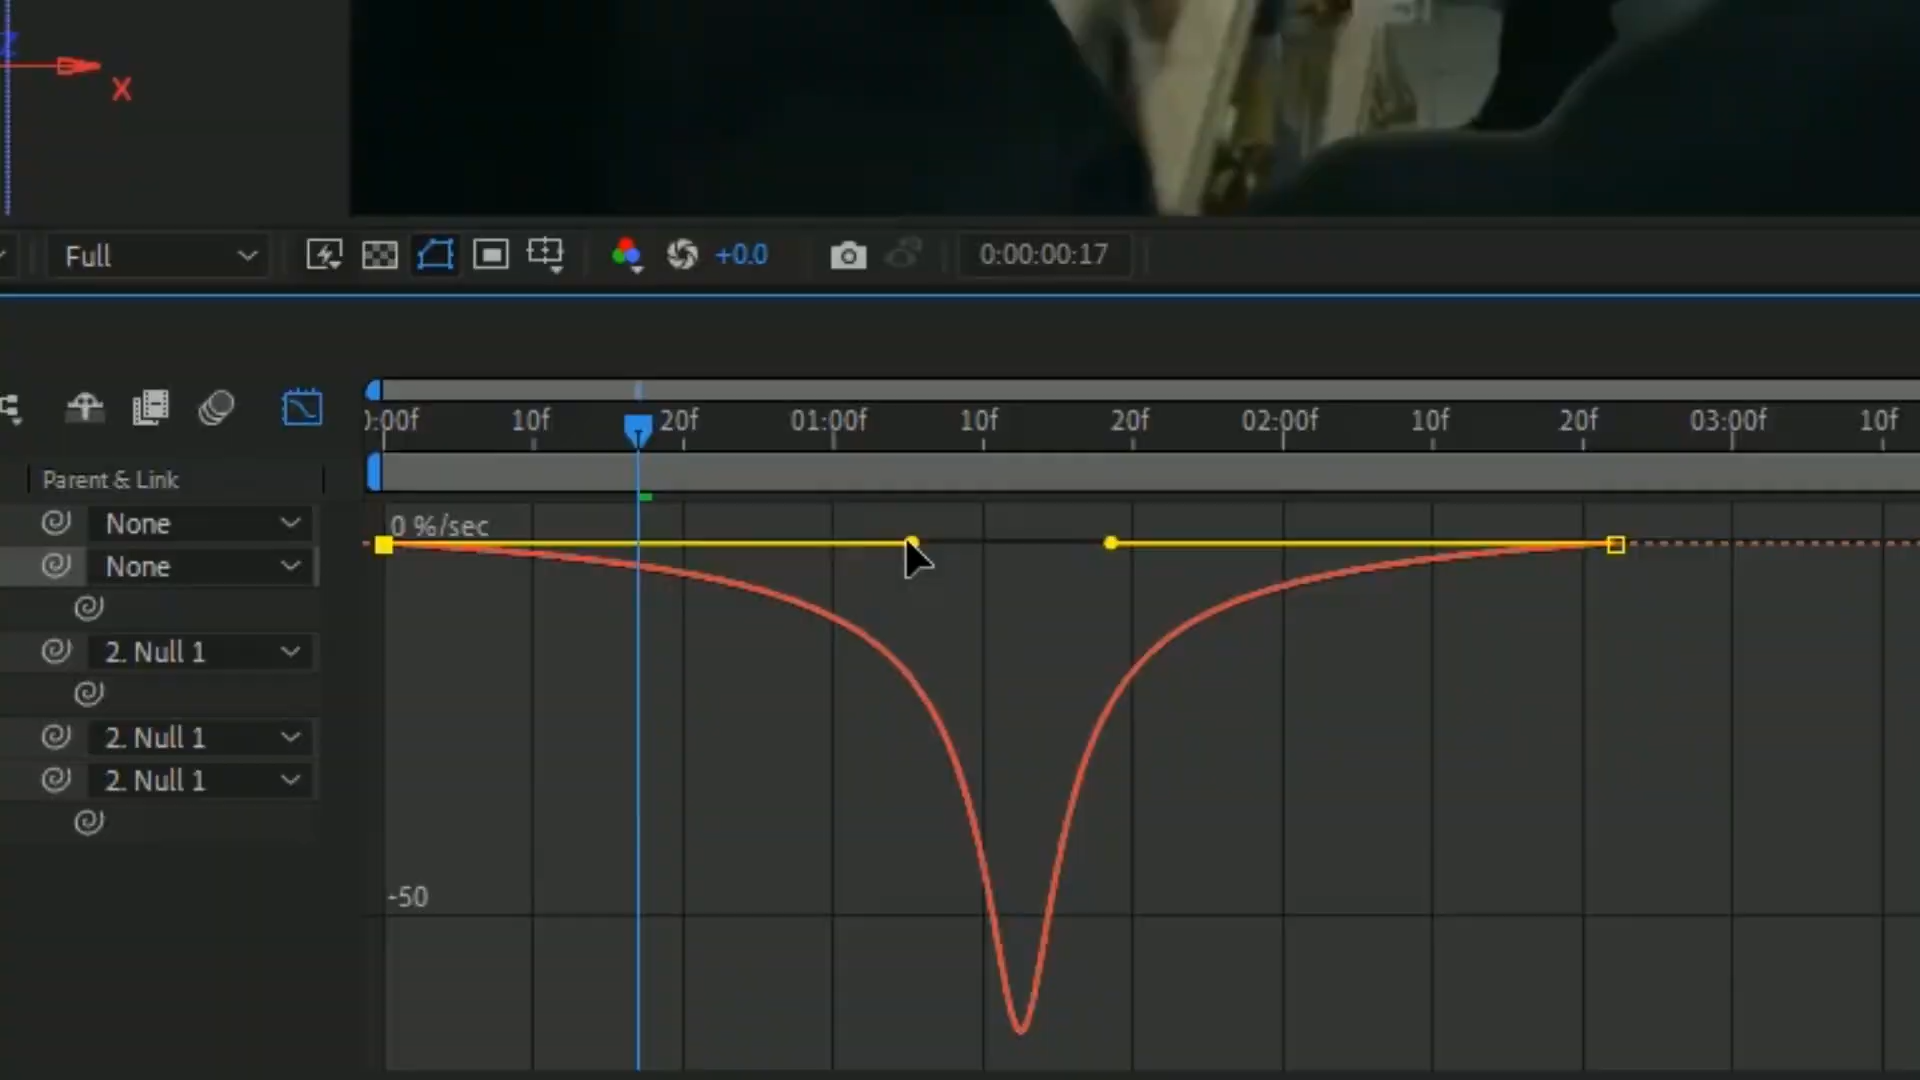 Z
X
Full
+0.0
0:00:00:17
0:00f 10f 20f 01:00f 10f 20f 02:00f 10f 20f 03:00f 10f
Parent & Link
None
0 %/sec
None
2. Null 1
2. Null 1
2. Null 1
-50